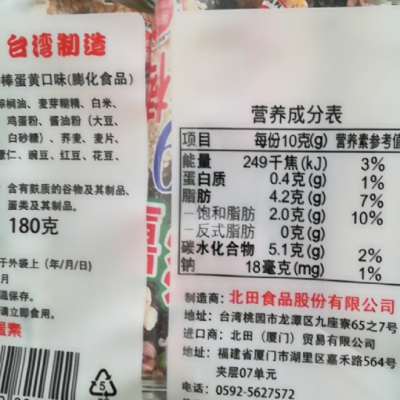 台湾制造
棒蛋黄口味(膨化食品)
棕榈油、麦芽糊精、白米、
鸡蛋粉、酱油粉（大豆、
白砂糖）、荞麦、麦片、
薏仁、豌豆、红豆、花豆、
含有麸质的谷物及其制品、
蛋类及其制品。
180克
于外袋上（年/月/日）
月
温保存。
请立即食用。
蛋素
5
营养成分表
项目 每份10克(g) 营养素参考值
能量 249千焦(kJ) 3%
蛋白质 0.4克(g) 1%
脂肪 4.2克(g) 7%
–饱和脂肪 2.0克(g) 10%
–反式脂肪 0克(g)
碳水化合物 5.1克(g) 2%
钠 18毫克(mg) 1%
制造商：北田食品股份有限公司
地址：台湾桃园市龙潭区九座寮65之7号
进口商：北田（厦门）贸易有限公司
地址：福建省厦门市湖里区嘉禾路564号
夹层07单元
电话：0592-5627572